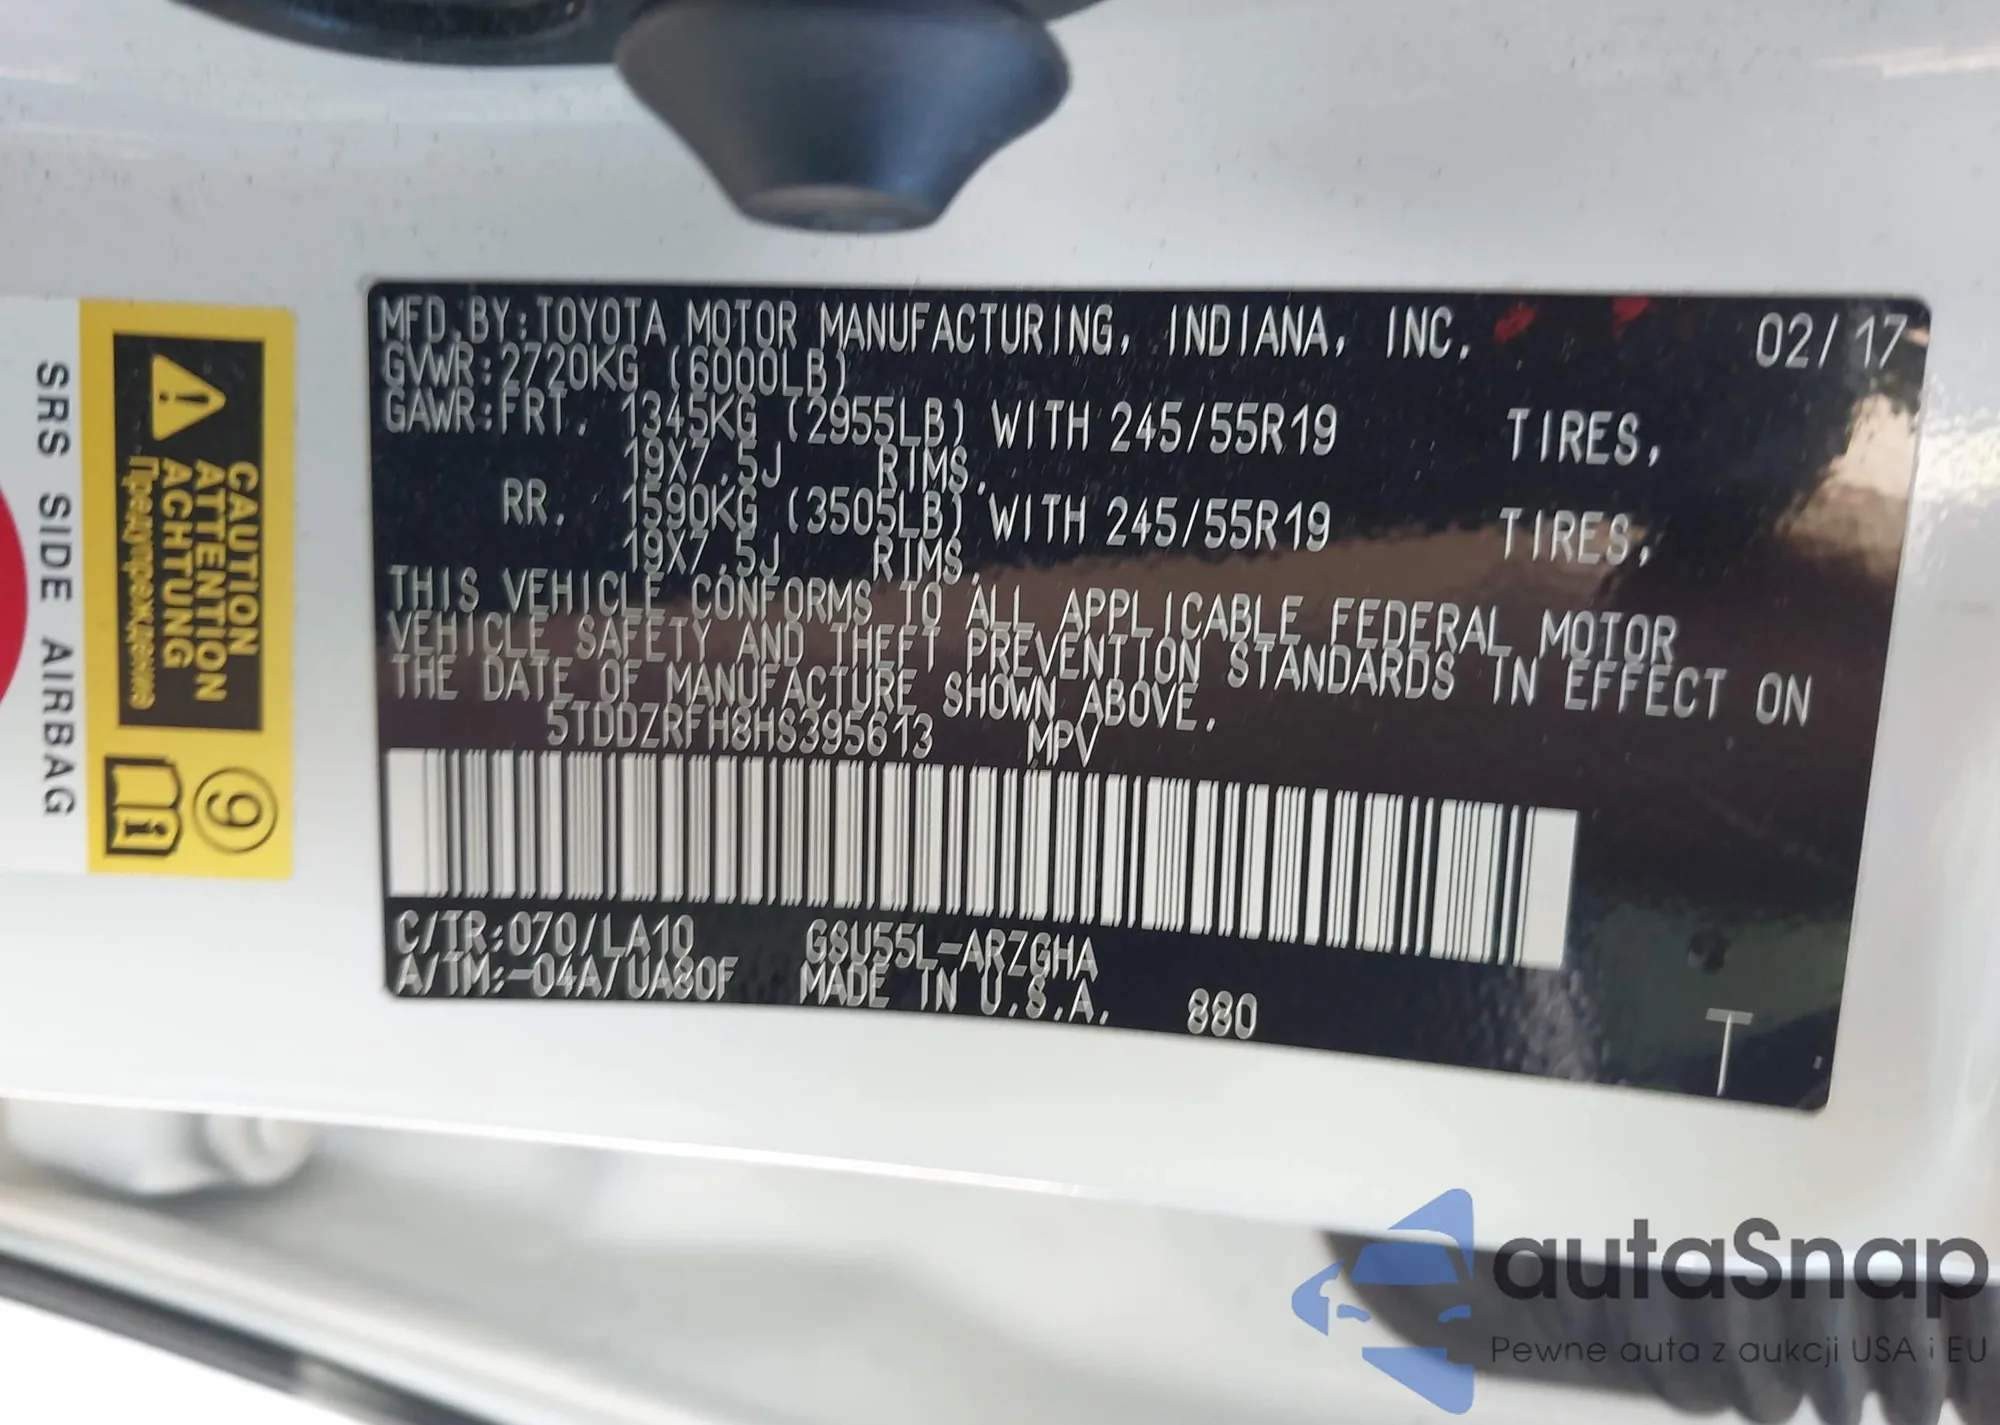 MFD.BY:TOYOTA MOTOR MANUFACTURING, INDIANA, INC. 02/17
GVWR:2720KG (6000LB)
GAWR:FRT. 1345KG (2955LB) WITH 245/55R19 TIRES,
19X7.5J RIMS,
RR. 1590KG (3505LB) WITH 245/55R19 TIRES,
19X7.5J RIMS,
THIS VEHICLE CONFORMS TO ALL APPLICABLE FEDERAL MOTOR
VEHICLE SAFETY AND THEFT PREVENTION STANDARDS IN EFFECT ON
THE DATE OF MANUFACTURE SHOWN ABOVE.
5TDDZRFH8HS395613 MPV
C/TR:070/LA10 GSU55L-ARZGHA
A/TM:-04A/UA80F MADE IN U.S.A. 880
T
SRS SIDE AIRBAG
CAUTION
ATTENTION
ACHTUNG
Предупреждение
9
autoSnap
Pewne auta z aukcji USA i EU